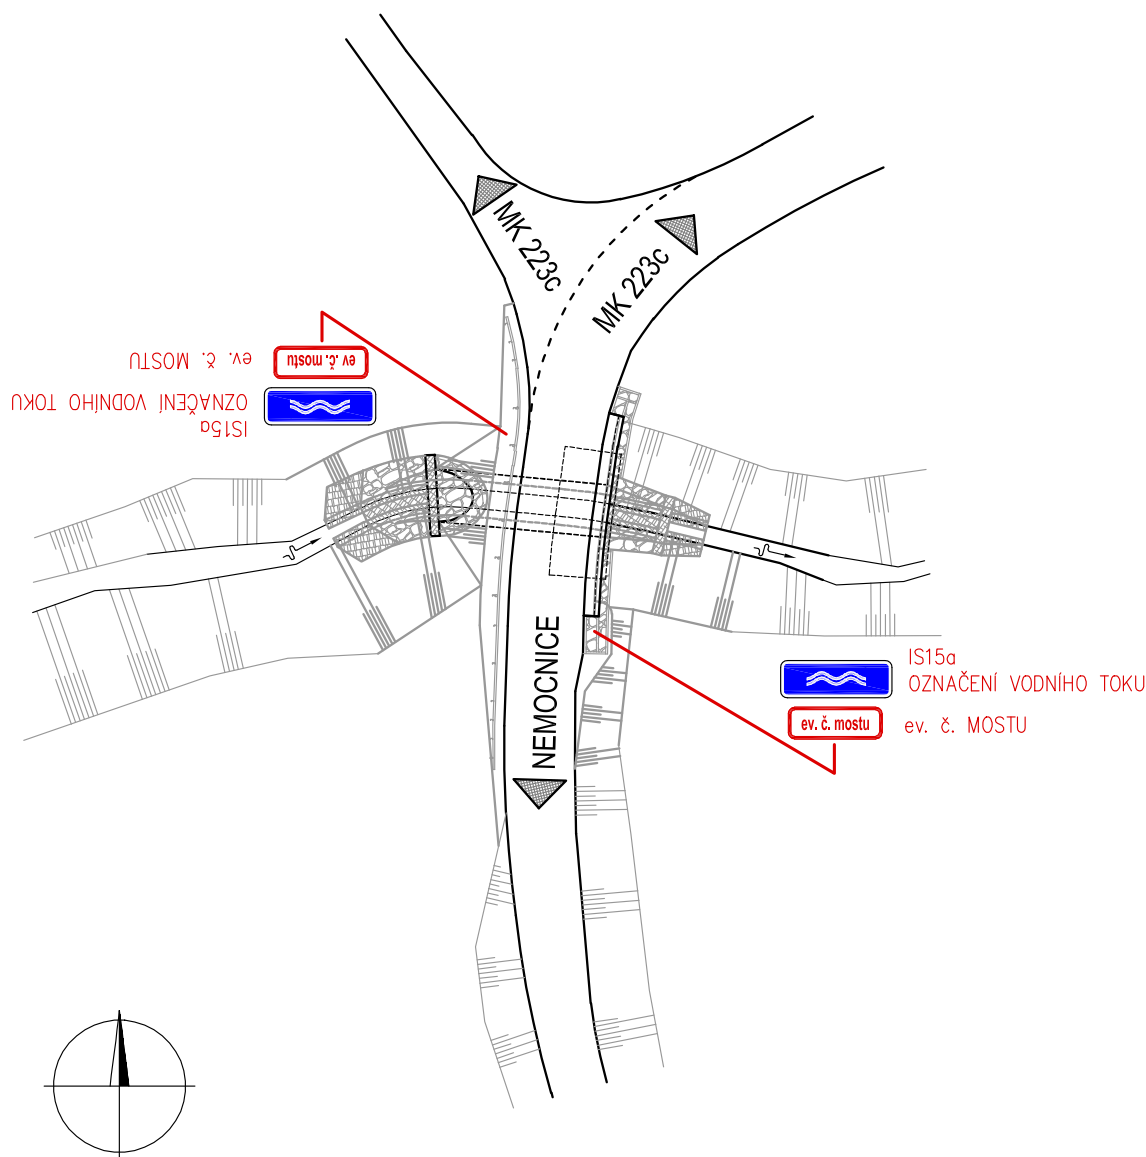 MK 223c
MK 223c
ev. č. MOSTU
ev. č. mostu
OZNAČENÍ VODNÍHO TOKU
IS15a
NEMOCNICE
IS15a
OZNAČENÍ VODNÍHO TOKU
ev. č. mostu
ev. č. MOSTU